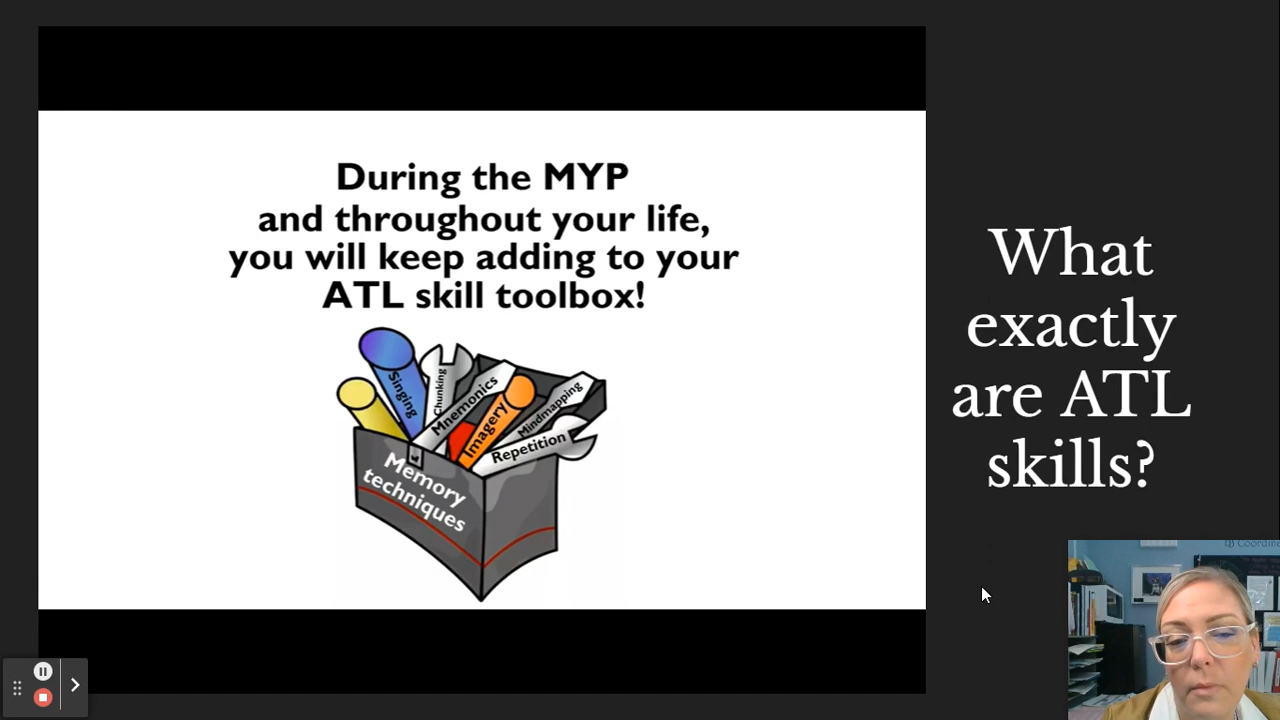 During the MYP
and throughout your life,
you will keep adding to your
ATL skill toolbox!
Singing
Chunking
Mnemonics
Imagery
Mindmapping
Repetition
Memory
techniques
What
exactly
are ATL
skills?